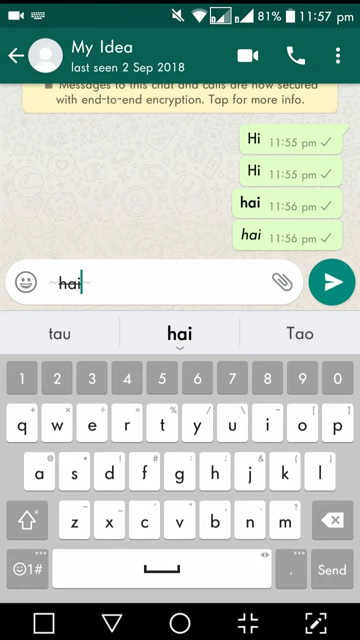 81% 11:57 pm
My Idea
last seen 2 Sep 2018
Messages to this chat and calls are now secured
with end-to-end encryption. Tap for more info.
Hi 11:55 pm
Hi 11:55 pm
hai 11:56 pm
hai 11:56 pm
~hai~
tau hai Tao
1 2 3 4 5 6 7 8 9 0
q w e r t y u i o p
a s d f g h j k l
z x c v b n m
1# . Send